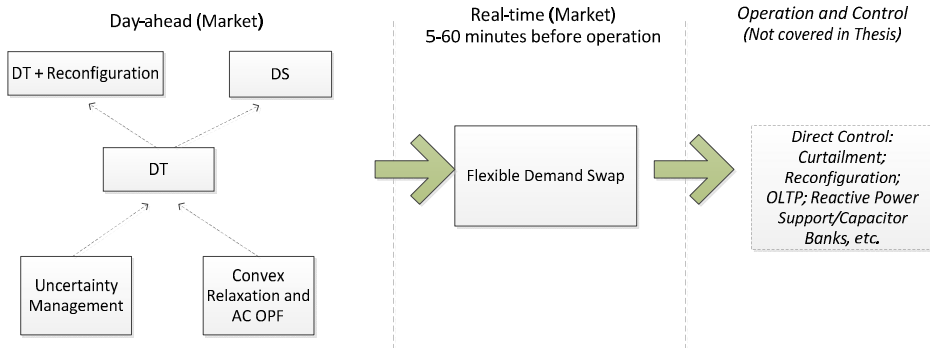 Day-ahead (Market)
Real-time (Market)
5-60 minutes before operation
Operation and Control
(Not covered in Thesis)
DT + Reconfiguration
DS
DT
Uncertainty
Management
Convex
Relaxation and
AC OPF
Flexible Demand Swap
Direct Control:
Curtailment;
Reconfiguration;
OLTP; Reactive Power
Support/Capacitor
Banks, etc.